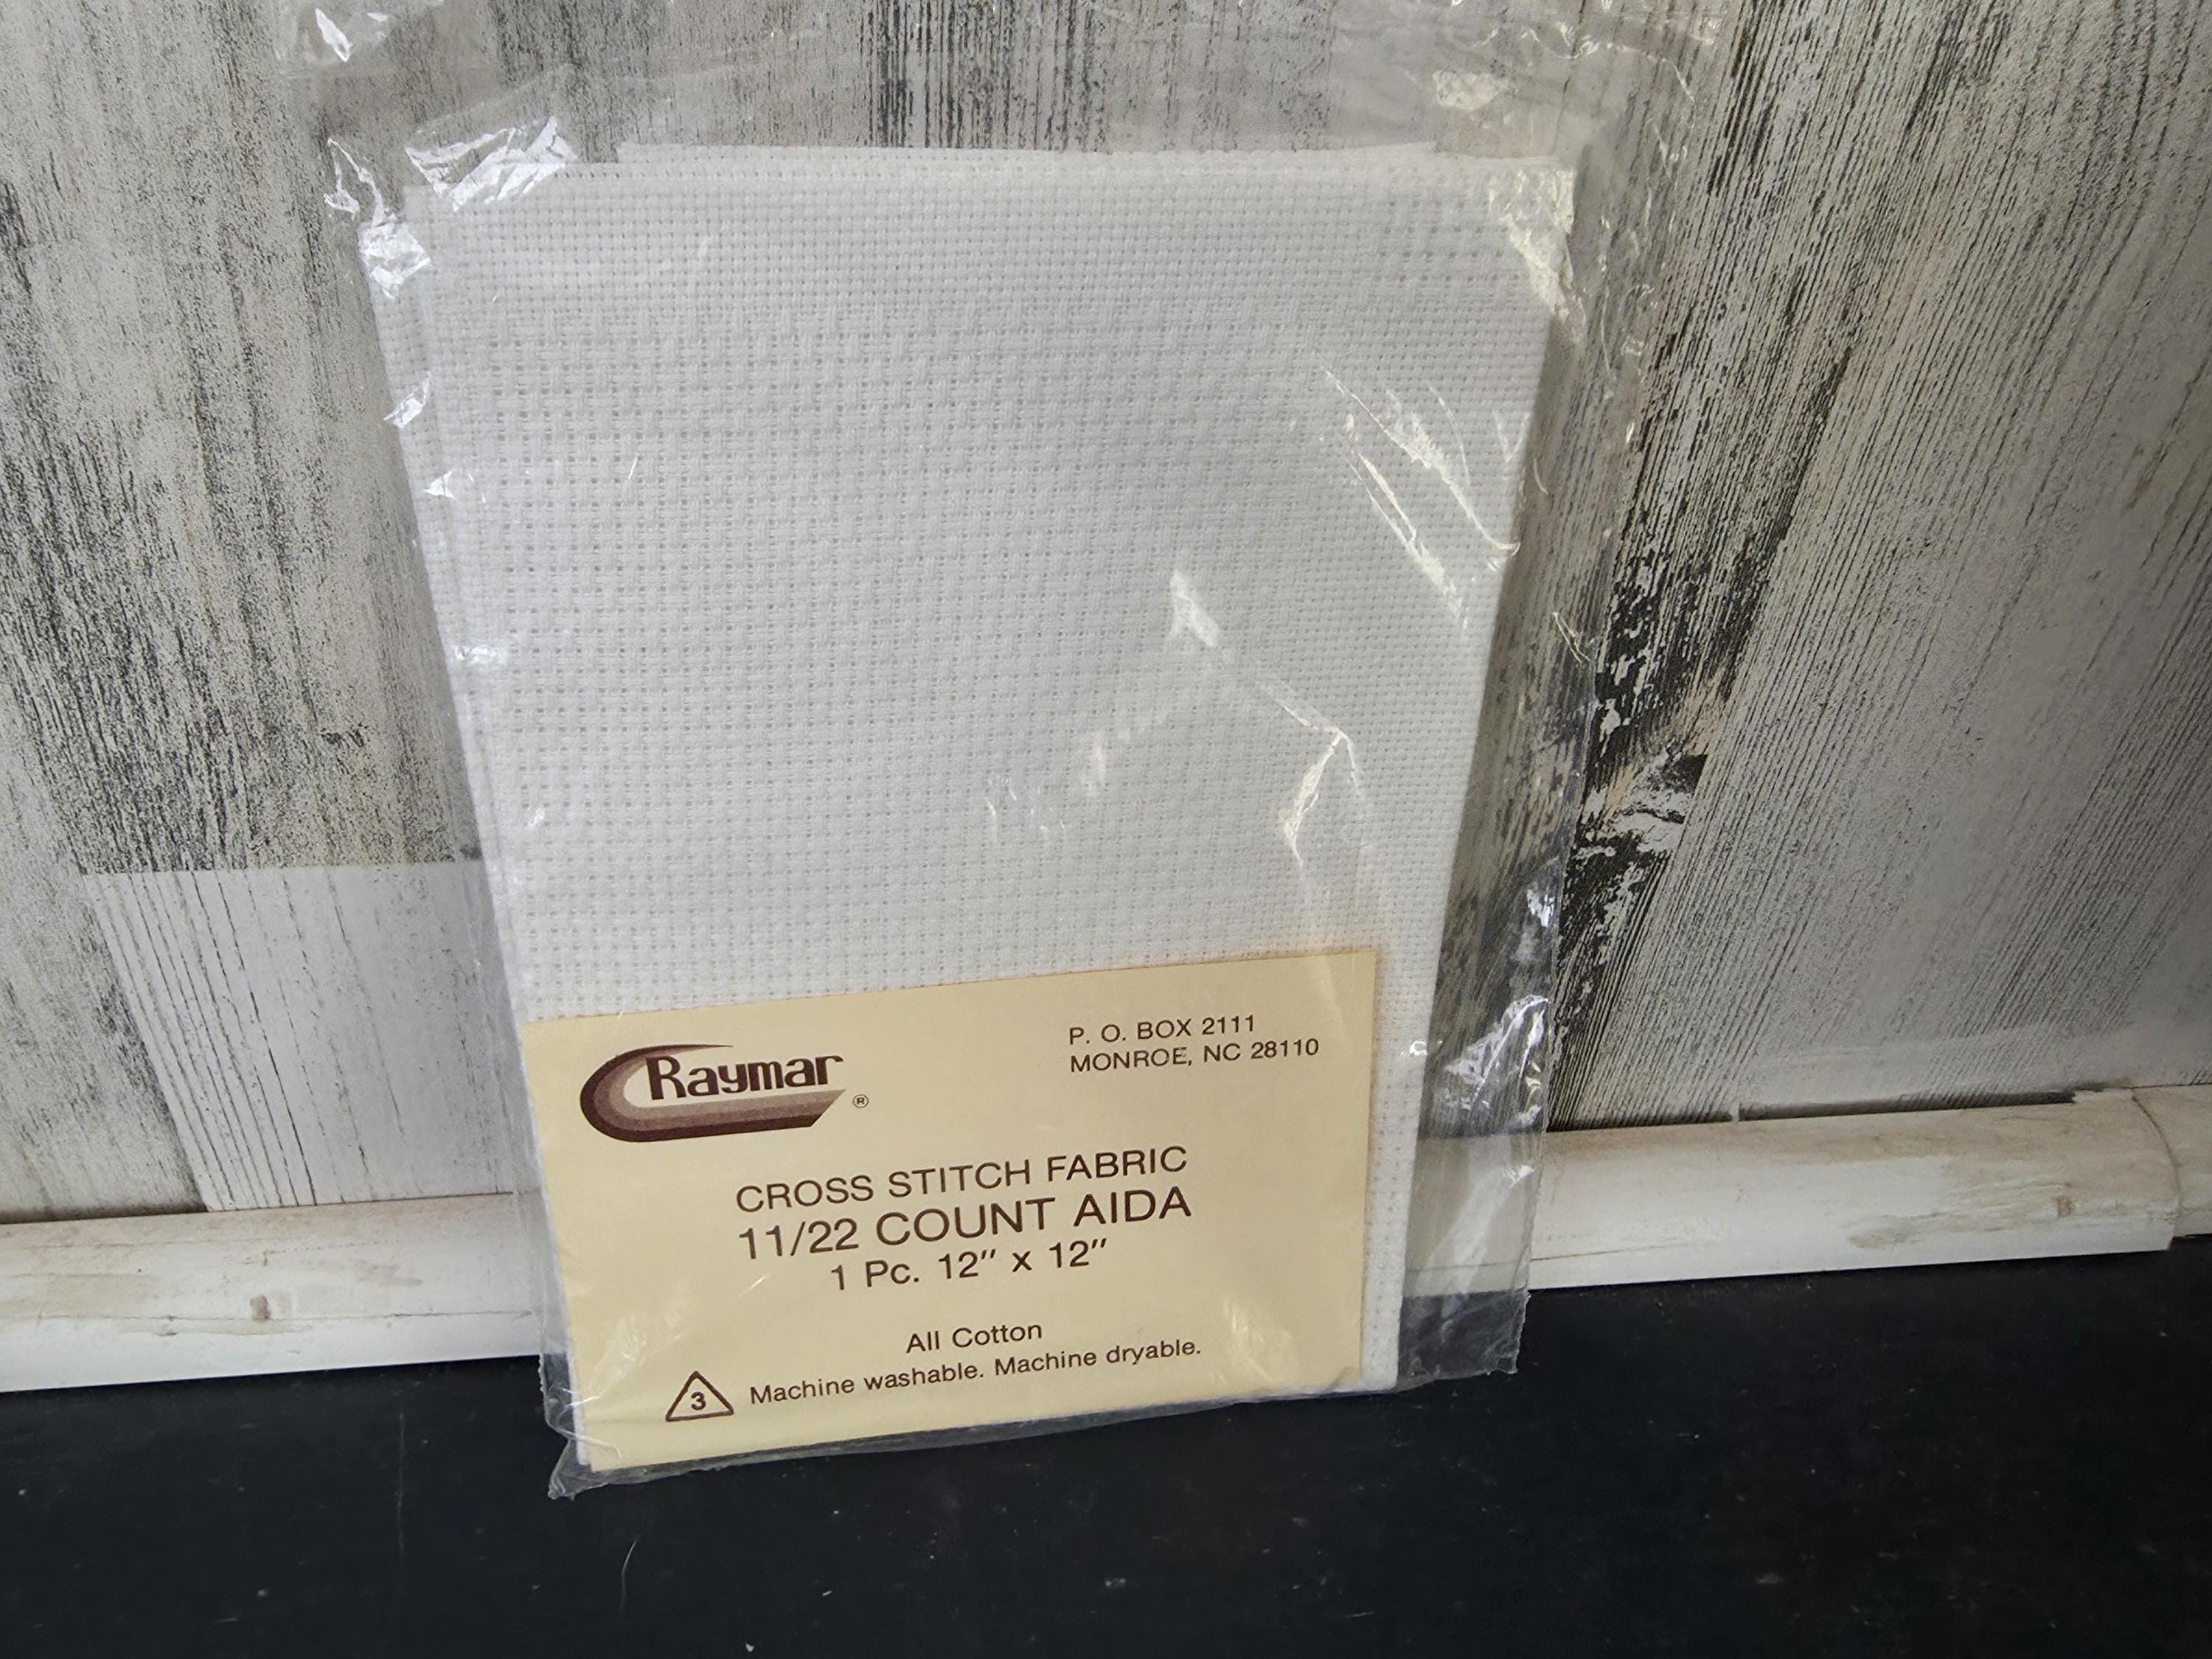 Raymar ®
P. O. BOX 2111
MONROE, NC 28110
CROSS STITCH FABRIC
11/22 COUNT AIDA
1 Pc. 12" x 12"
All Cotton
3 Machine washable. Machine dryable.